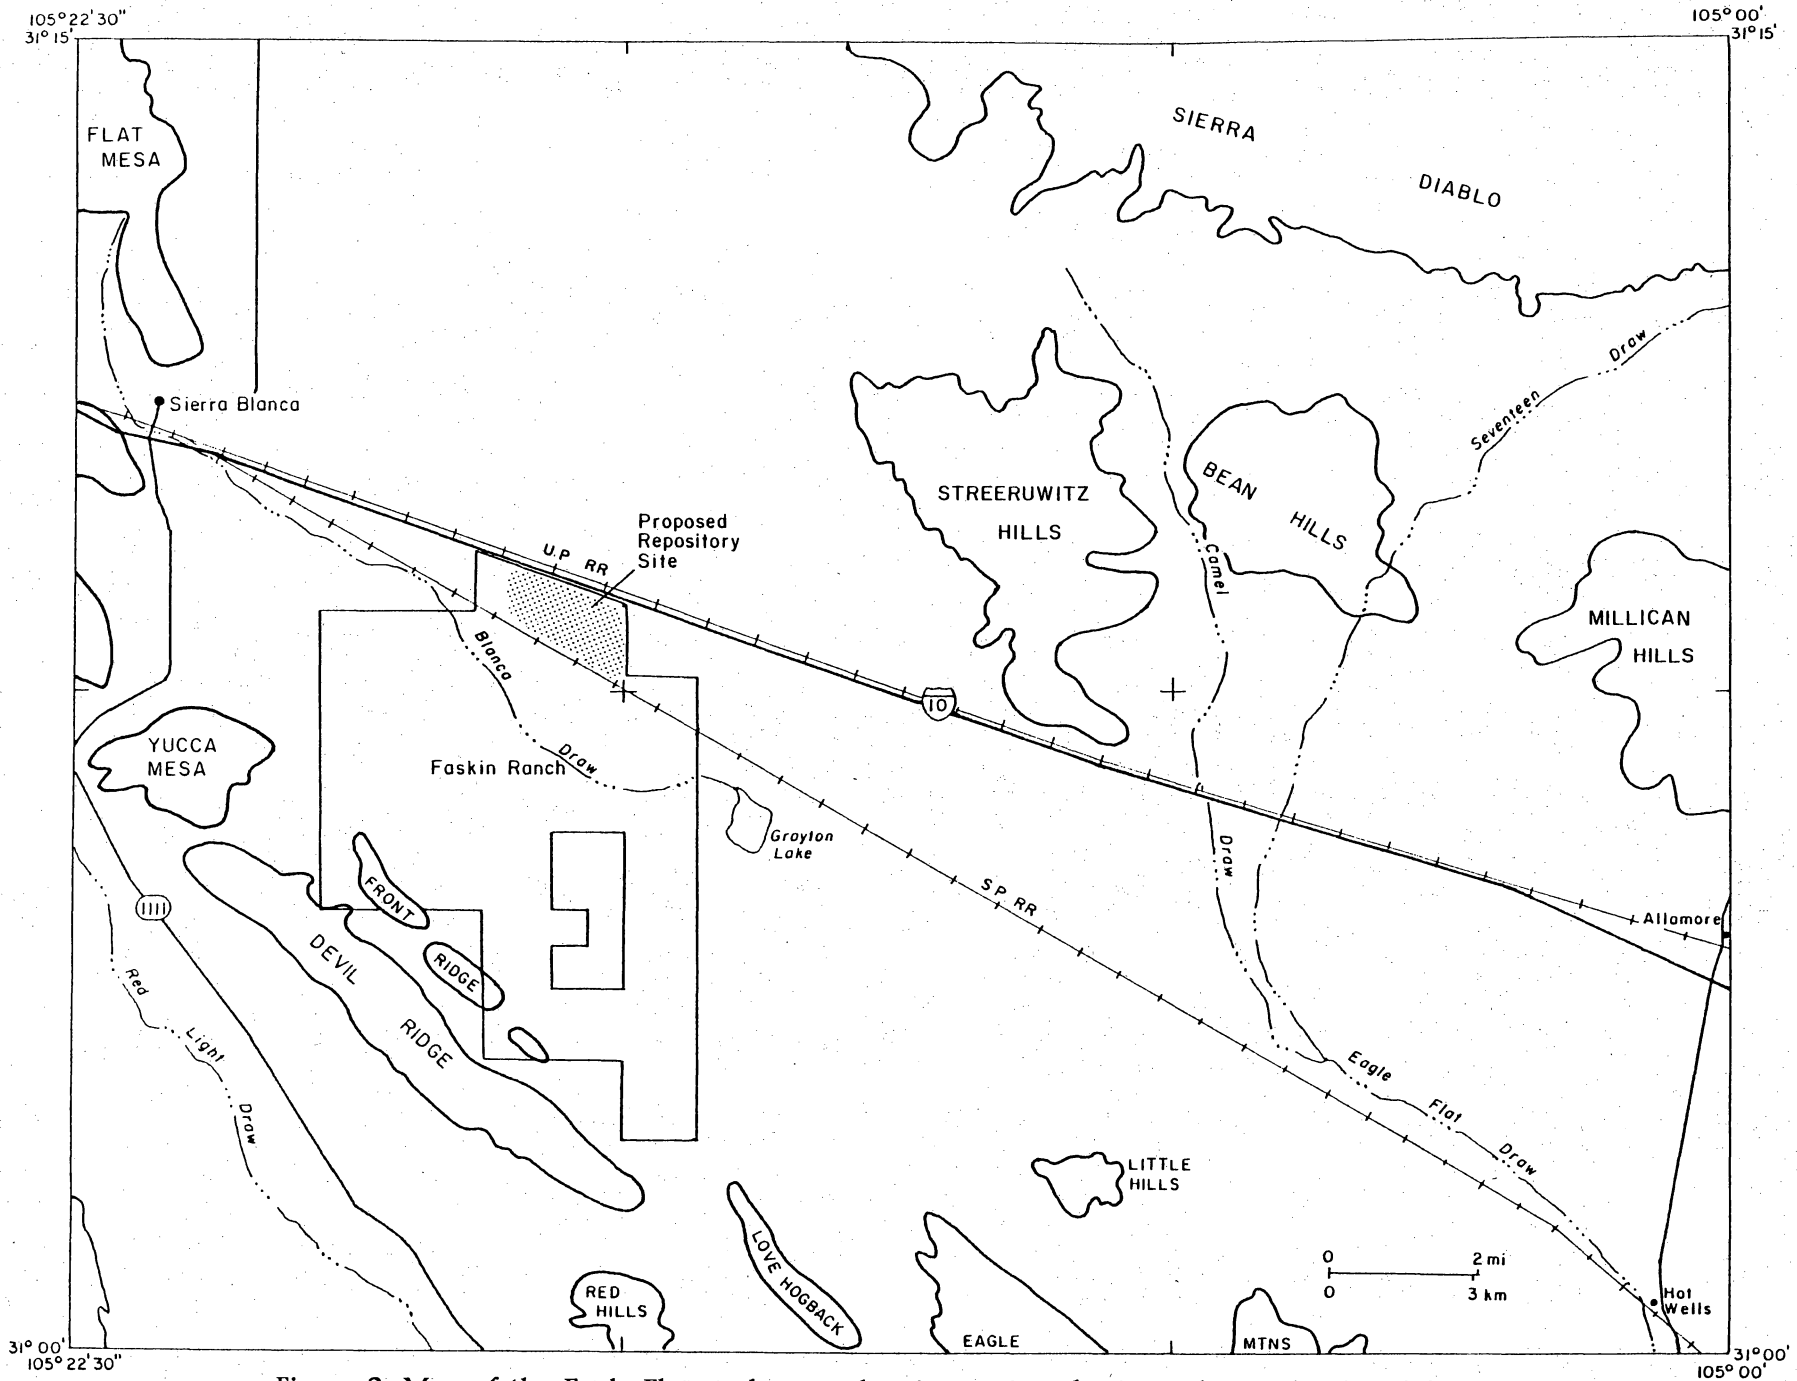 105° 22' 30"
31° 15'
105° 00'
31° 15'
FLAT
MESA
SIERRA
DIABLO
Sierra Blanca
Seventeen Draw
STREERUWITZ
HILLS
BEAN
HILLS
Proposed
Repository
Site
U.P RR
Camel Draw
MILLICAN
HILLS
Blanca Draw
10
YUCCA
MESA
Faskin Ranch
Grayton
Lake
FRONT
RIDGE
S P RR
Allamore
1111
DEVIL
RIDGE
Red Light Draw
Eagle Flat Draw
LITTLE
HILLS
LOVE HOGBACK
RED
HILLS
EAGLE
MTNS
0 2 mi
0 3 km
Hot
Wells
31° 00'
105° 22' 30"
31° 00'
105° 00'